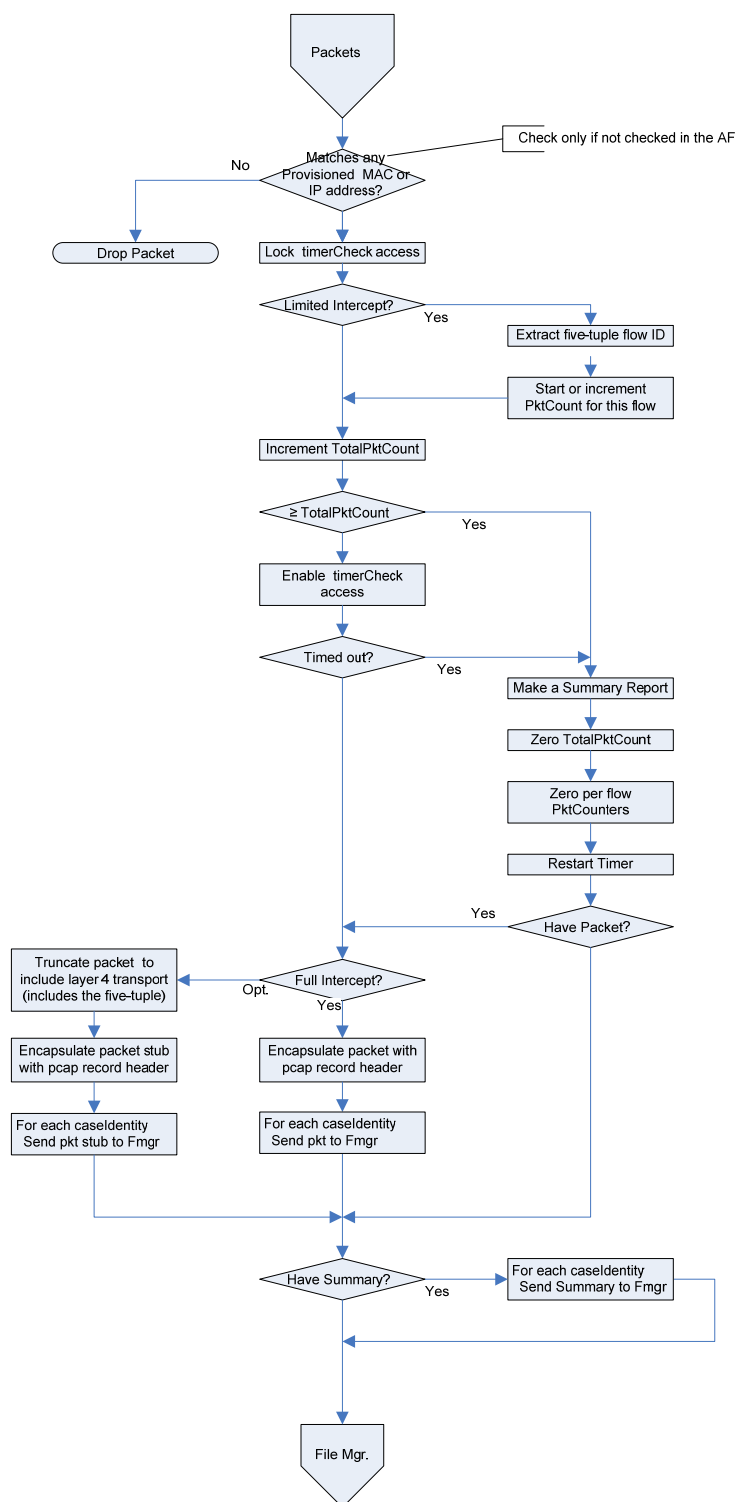 Packets
Check only if not checked in the AF
Matches any
Provisioned MAC or
IP address?
No
Drop Packet
Lock timerCheck access
Limited Intercept?
Yes
Extract five-tuple flow ID
Start or increment
PktCount for this flow
Increment TotalPktCount
≥ TotalPktCount
Yes
Enable timerCheck
access
Timed out?
Yes
Make a Summary Report
Zero TotalPktCount
Zero per flow
PktCounters
Restart Timer
Have Packet?
Yes
Full Intercept?
Opt.
Yes
Truncate packet to
include layer 4 transport
(includes the five-tuple)
Encapsulate packet stub
with pcap record header
Encapsulate packet with
pcap record header
For each caseIdentity
Send pkt stub to Fmgr
For each caseIdentity
Send pkt to Fmgr
Have Summary?
Yes
For each caseIdentity
Send Summary to Fmgr
File Mgr.